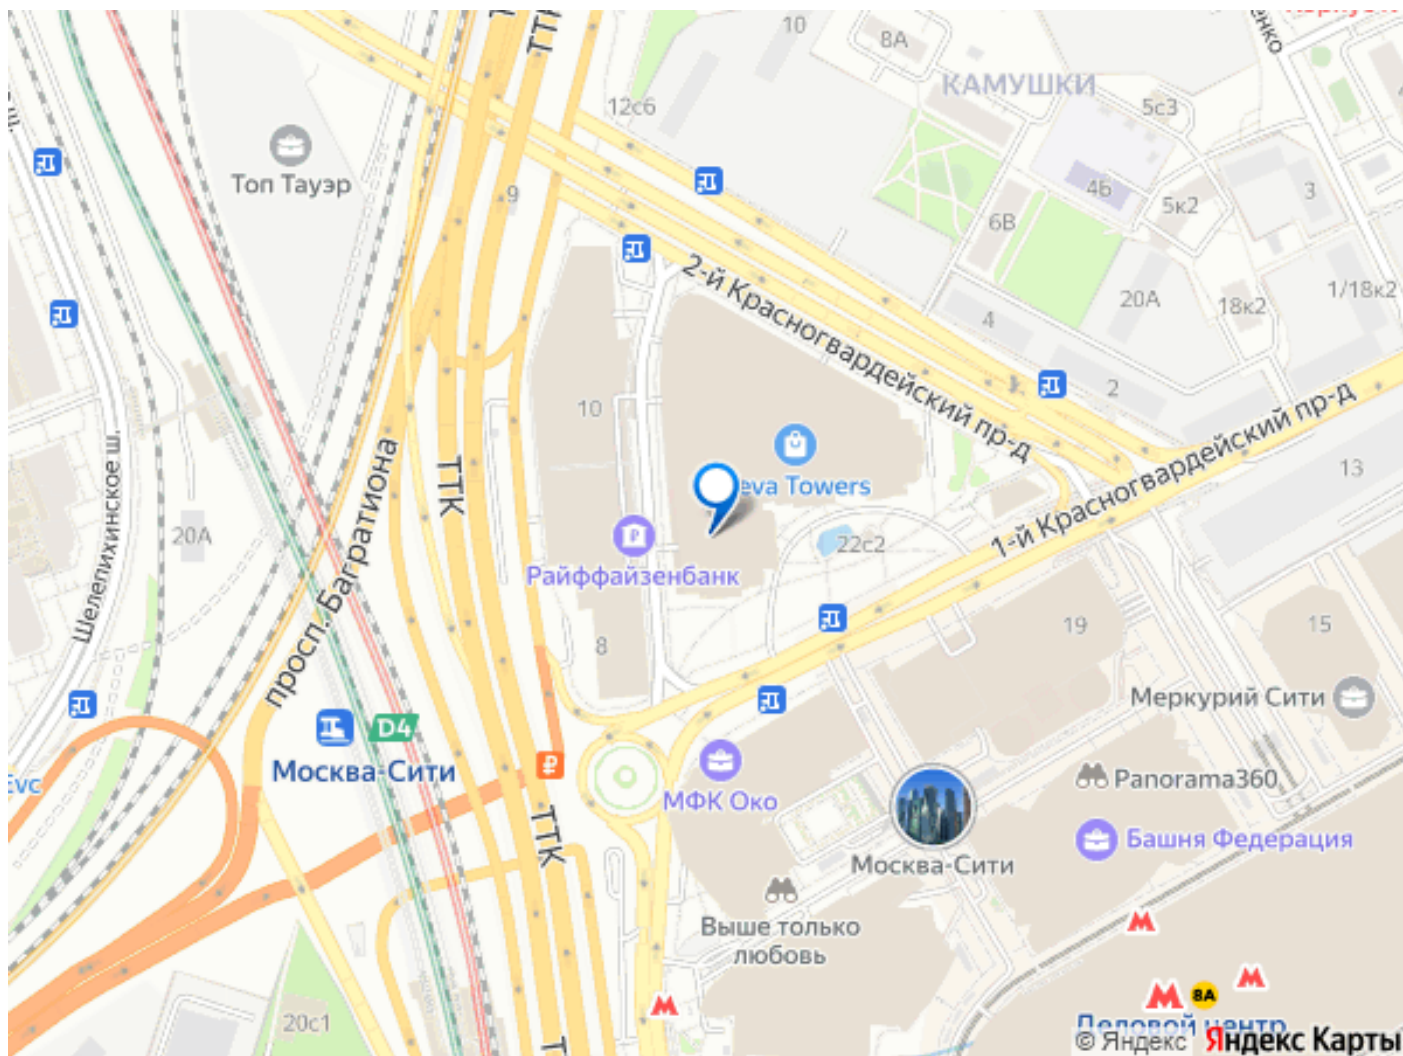 ТТК
10
8А
КАМУШКИ
12с6
5с3
Топ Тауэр
9
4Б
3
5к2
6В
2-й Красногвардейский пр-д
20А
18к2
1/18к2
4
2
10
1-й Красногвардейский пр-д
13
ТТК
просп. Багратиона
Шелепихинское ш.
eva Towers
20А
22с2
Райффайзенбанк
8
19
15
Меркурий Сити
D4
Москва-Сити
₽
МФК Око
Panorama360
ТТК
Башня Федерация
Москва-Сити
Выше только
любовь
8А
20с1
Деловой центр
© Яндекс Яндекс Карты